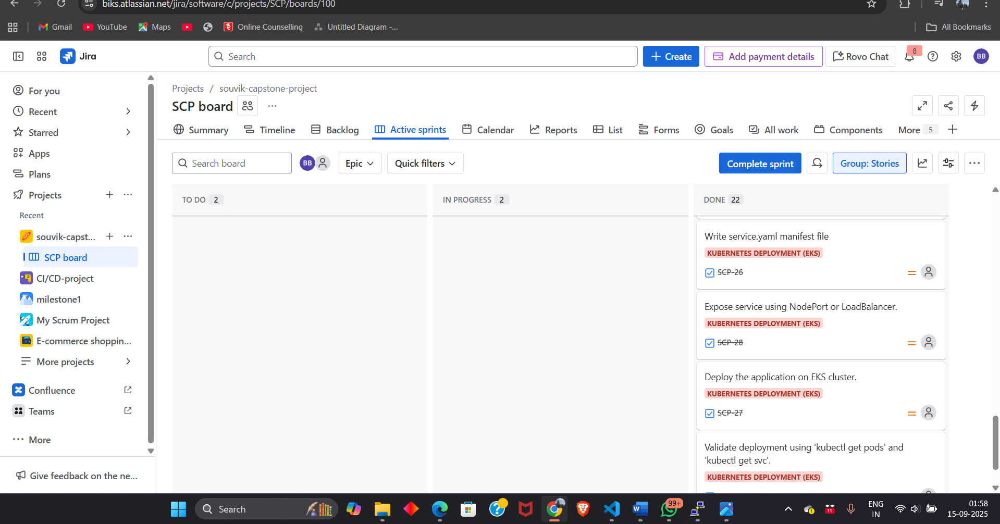 biks.atlassian.net/jira/software/c/projects/SCP/boards/100
Gmail
YouTube
Maps
Online Counselling
Untitled Diagram -...
All Bookmarks
Jira
Search
Create
Add payment details
Rovo Chat
8
BB
For you
Recent
Starred
Apps
Plans
Projects
Recent
souvik-capst...
SCP board
CI/CD-project
milestone1
My Scrum Project
E-commerce shoppin...
More projects
Confluence
Teams
More
Give feedback on the ne...
Projects / souvik-capstone-project
SCP board
Summary
Timeline
Backlog
Active sprints
Calendar
Reports
List
Forms
Goals
All work
Components
More 5
Search board
BB
Epic
Quick filters
Complete sprint
Group: Stories
TO DO 2
IN PROGRESS 2
DONE 22
Write service.yaml manifest file
KUBERNETES DEPLOYMENT (EKS)
SCP-26
Expose service using NodePort or LoadBalancer.
KUBERNETES DEPLOYMENT (EKS)
SCP-28
Deploy the application on EKS cluster.
KUBERNETES DEPLOYMENT (EKS)
SCP-27
Validate deployment using 'kubectl get pods' and
'kubectl get svc'.
KUBERNETES DEPLOYMENT (EKS)
Search
99+
11
ENG
IN
01:58
15-09-2025